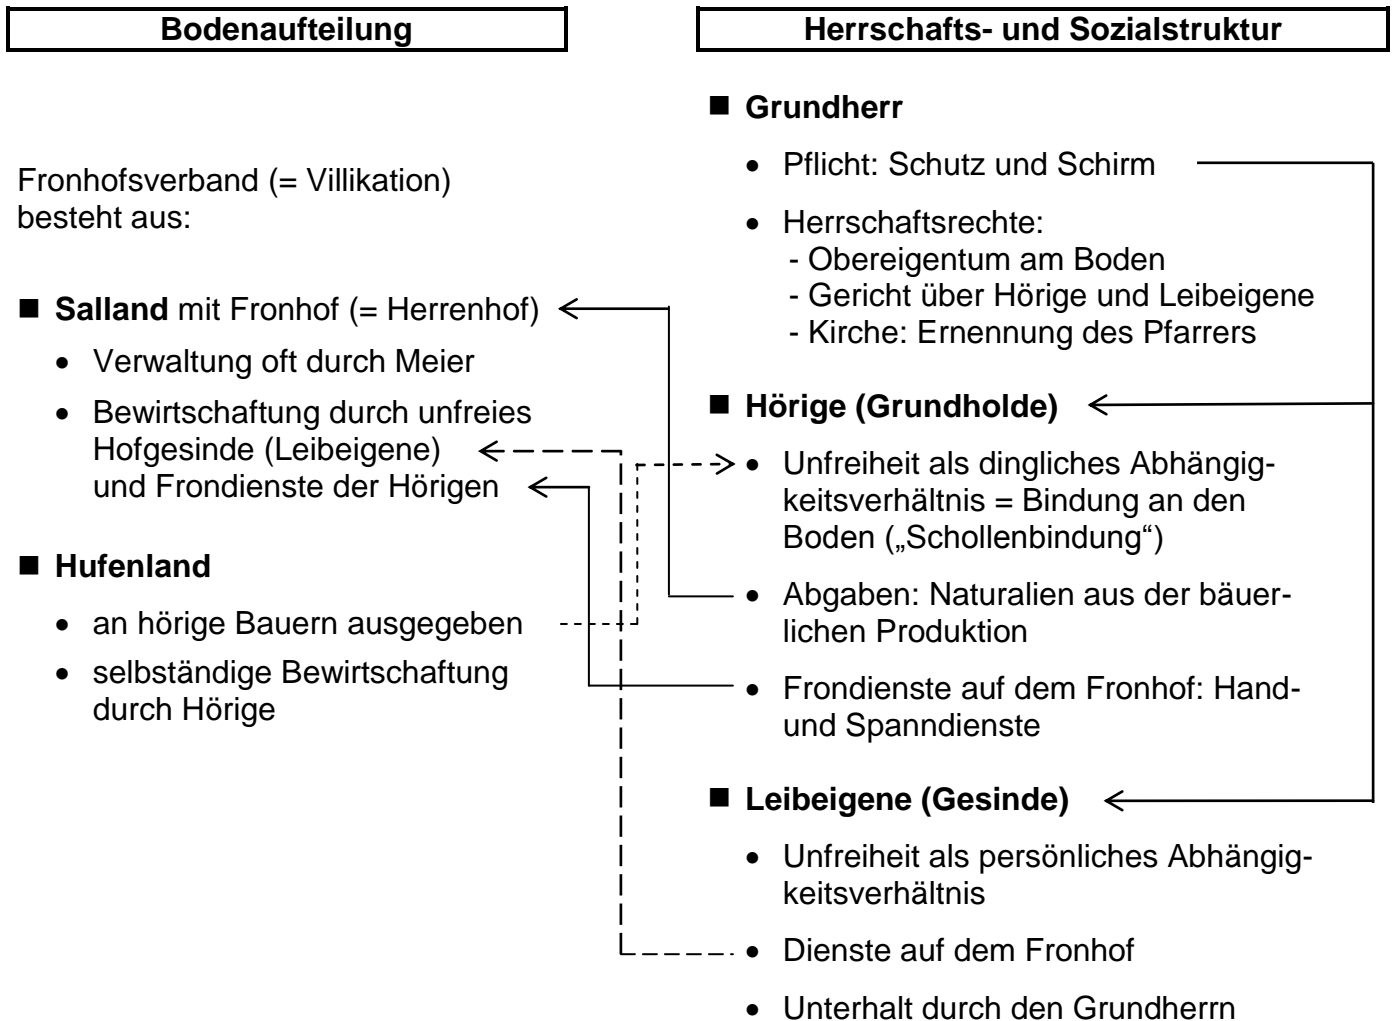 Bodenaufteilung
Fronhofsverband (= Villikation)
besteht aus:
■ Salland mit Fronhof (= Herrenhof)
• Verwaltung oft durch Meier
• Bewirtschaftung durch unfreies
Hofgesinde (Leibeigene)
und Frondienste der Hörigen
■ Hufenland
• an hörige Bauern ausgegeben
• selbständige Bewirtschaftung
durch Hörige
Herrschafts- und Sozialstruktur
■ Grundherr
• Pflicht: Schutz und Schirm
• Herrschaftsrechte:
- Obereigentum am Boden
- Gericht über Hörige und Leibeigene
- Kirche: Ernennung des Pfarrers
■ Hörige (Grundholde)
• Unfreiheit als dingliches Abhängig-
keitsverhältnis = Bindung an den
Boden („Schollenbindung“)
• Abgaben: Naturalien aus der bäuer-
lichen Produktion
• Frondienste auf dem Fronhof: Hand-
und Spanndienste
■ Leibeigene (Gesinde)
• Unfreiheit als persönliches Abhängig-
keitsverhältnis
• Dienste auf dem Fronhof
• Unterhalt durch den Grundherrn